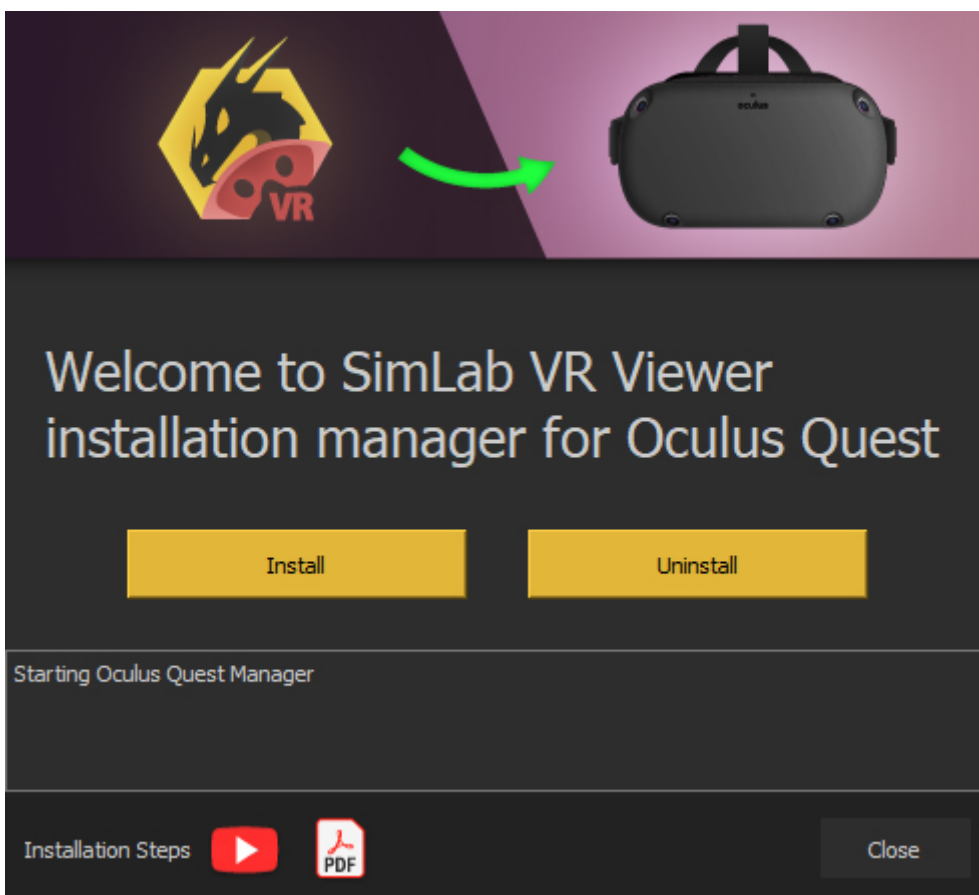 VR
oculus
Welcome to SimLab VR Viewer
installation manager for Oculus Quest
Install
Uninstall
Starting Oculus Quest Manager
Installation Steps
PDF
Close